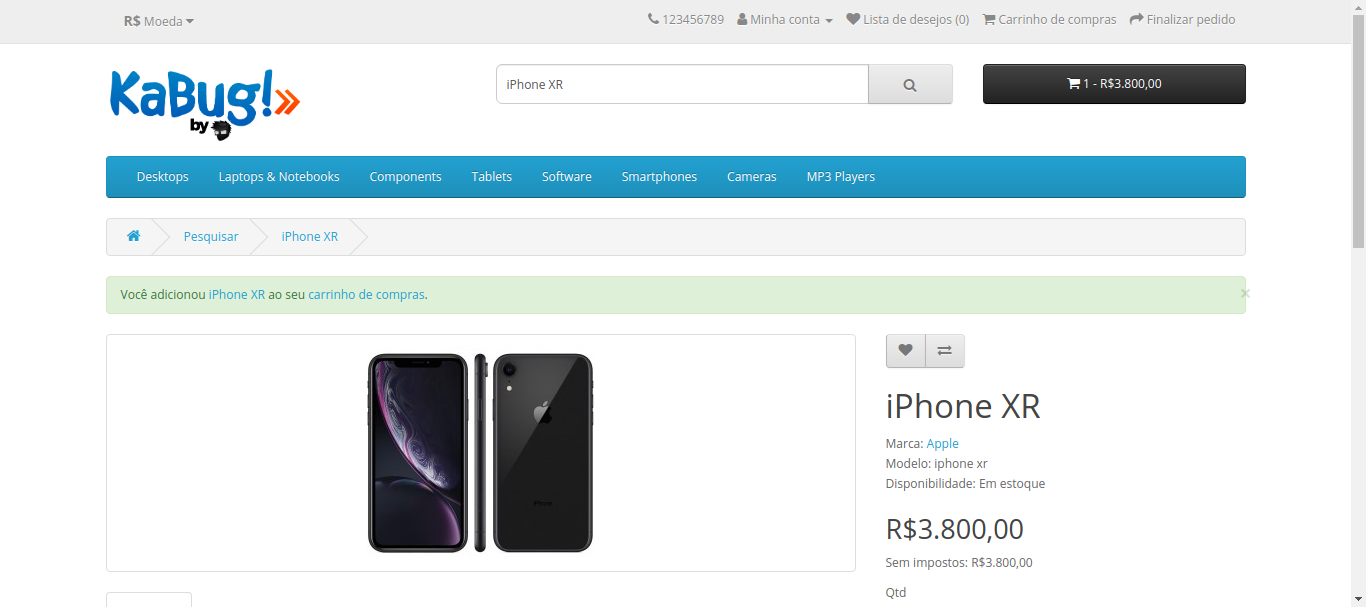 R$ Moeda
123456789 Minha conta Lista de desejos (0) Carrinho de compras Finalizar pedido
KaBug!
by
iPhone XR
1 - R$3.800,00
Desktops Laptops & Notebooks Components Tablets Software Smartphones Cameras MP3 Players
Pesquisar iPhone XR
Você adicionou iPhone XR ao seu carrinho de compras.
×
iPhone XR
Marca: Apple
Modelo: iphone xr
Disponibilidade: Em estoque
R$3.800,00
Sem impostos: R$3.800,00
Qtd